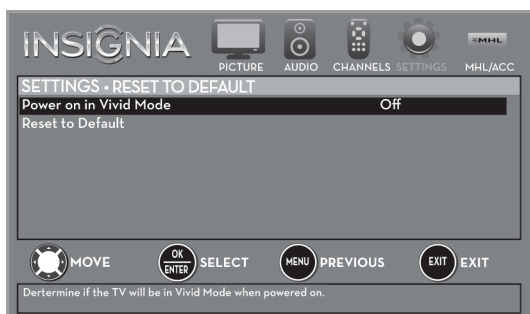 INSIGNIA
PICTURE AUDIO CHANNELS SETTINGS MHL MHL/ACC
SETTINGS • RESET TO DEFAULT
Power on in Vivid Mode Off
Reset to Default
MOVE OK ENTER SELECT MENU PREVIOUS EXIT EXIT
Dertermine if the TV will be in Vivid Mode when powered on.